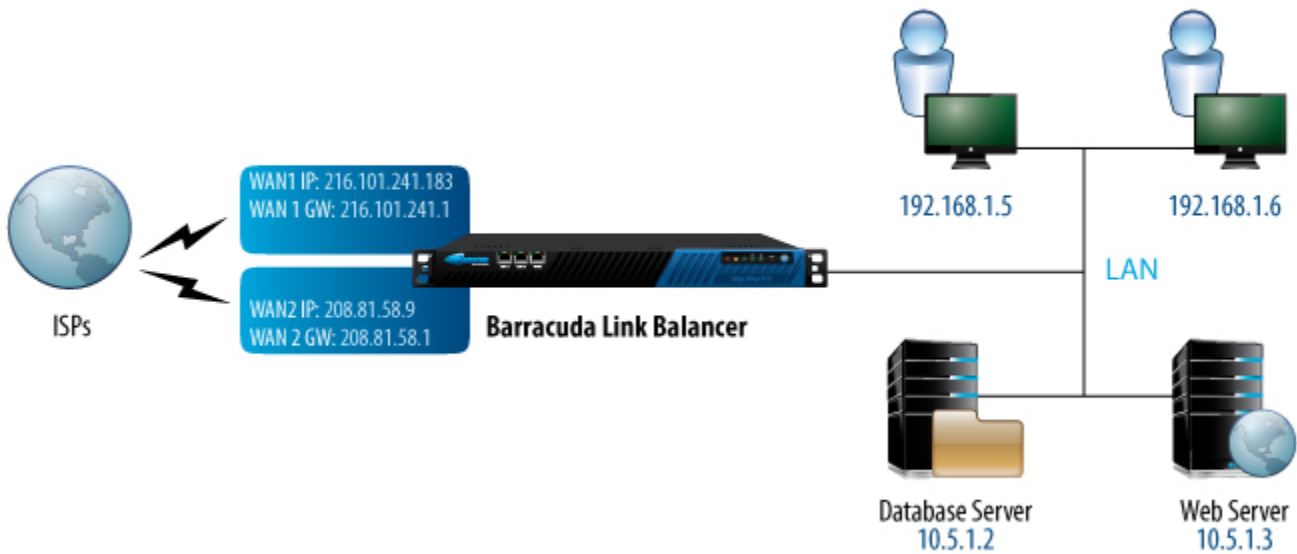 WAN1 IP: 216.101.241.183
WAN 1 GW: 216.101.241.1
WAN2 IP: 208.81.58.9
WAN 2 GW: 208.81.58.1
ISPs
Barracuda Link Balancer
192.168.1.5
192.168.1.6
LAN
Database Server
10.5.1.2
Web Server
10.5.1.3